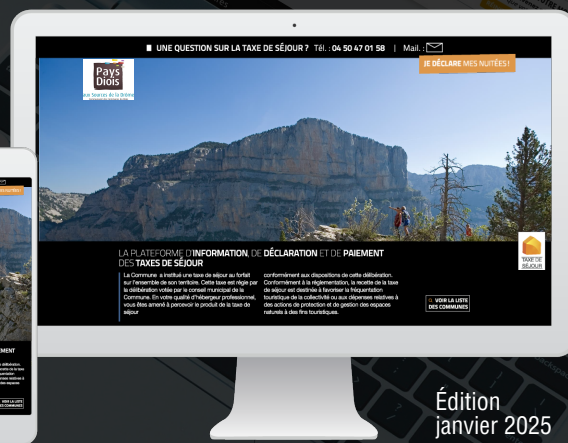 UNE QUESTION SUR LA TAXE DE SÉJOUR ? Tél. : 04 50 47 01 58 | Mail. :
JE DÉCLARE MES NUITÉES !
Pays
Diois
aux Sources de la Drôme
LA PLATEFORME D'INFORMATION, DE DÉCLARATION ET DE PAIEMENT
DES TAXES DE SÉJOUR
La Commune a institué une taxe de séjour au forfait
sur l'ensemble de son territoire. Cette taxe est régie par
la délibération votée par le conseil municipal de la
Commune. En votre qualité d'hébergeur professionnel,
vous êtes amené à percevoir le produit de la taxe de
séjour
conformément aux dispositions de cette délibération.
Conformément à la réglementation, la recette de la taxe
de séjour est destinée à favoriser la fréquentation
touristique de la collectivité ou aux dépenses relatives à
des actions de protection et de gestion des espaces
naturels à des fins touristiques.
TAXE DE
SÉJOUR
VOIR LA LISTE
DES COMMUNES
VOIR LA LISTE
DES COMMUNES
Édition
janvier 2025